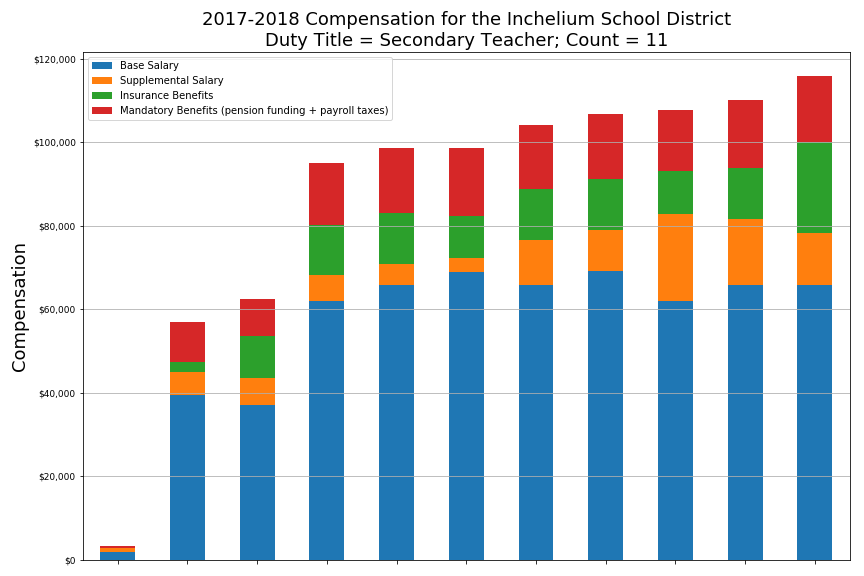 2017-2018 Compensation for the Inchelium School District
Duty Title = Secondary Teacher; Count = 11
Base Salary
Supplemental Salary
Insurance Benefits
Mandatory Benefits (pension funding + payroll taxes)
$120,000
$100,000
$80,000
$60,000
$40,000
$20,000
$0
Compensation